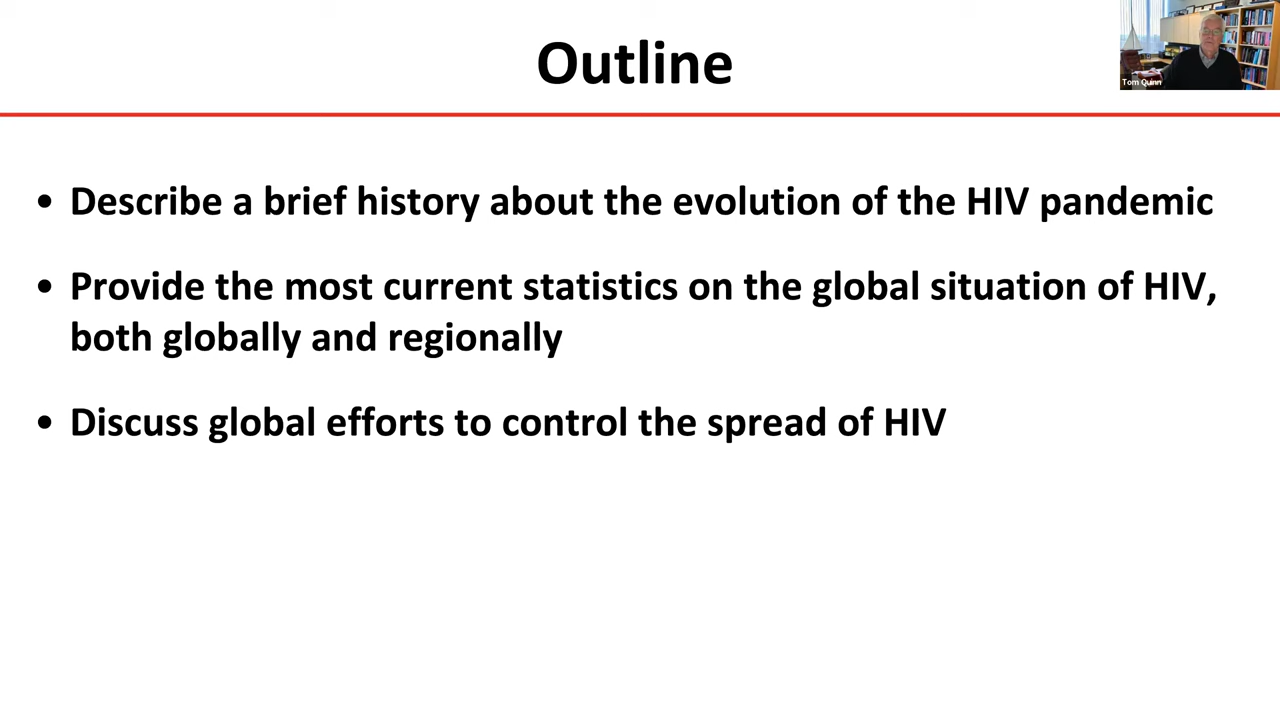 Outline
Tom Quinn
• Describe a brief history about the evolution of the HIV pandemic
• Provide the most current statistics on the global situation of HIV,
both globally and regionally
• Discuss global efforts to control the spread of HIV